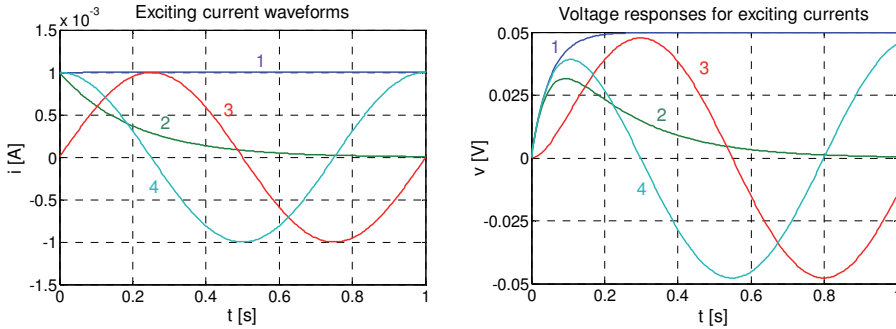 Exciting current waveforms
x 10⁻³
1.5
1
0.5
0
-0.5
-1
-1.5
i [A]
1
2
3
4
0 0.2 0.4 0.6 0.8 1
t [s]
Voltage responses for exciting currents
0.05
0.025
0
-0.025
-0.05
v [V]
1
3
2
4
0 0.2 0.4 0.6 0.8 1
t [s]